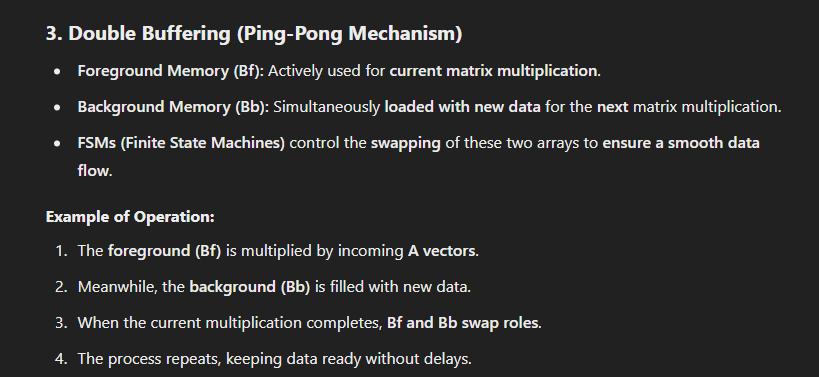 3. Double Buffering (Ping-Pong Mechanism)
• Foreground Memory (Bf): Actively used for current matrix multiplication.
• Background Memory (Bb): Simultaneously loaded with new data for the next matrix multiplication.
• FSMs (Finite State Machines) control the swapping of these two arrays to ensure a smooth data
flow.
Example of Operation:
1. The foreground (Bf) is multiplied by incoming A vectors.
2. Meanwhile, the background (Bb) is filled with new data.
3. When the current multiplication completes, Bf and Bb swap roles.
4. The process repeats, keeping data ready without delays.